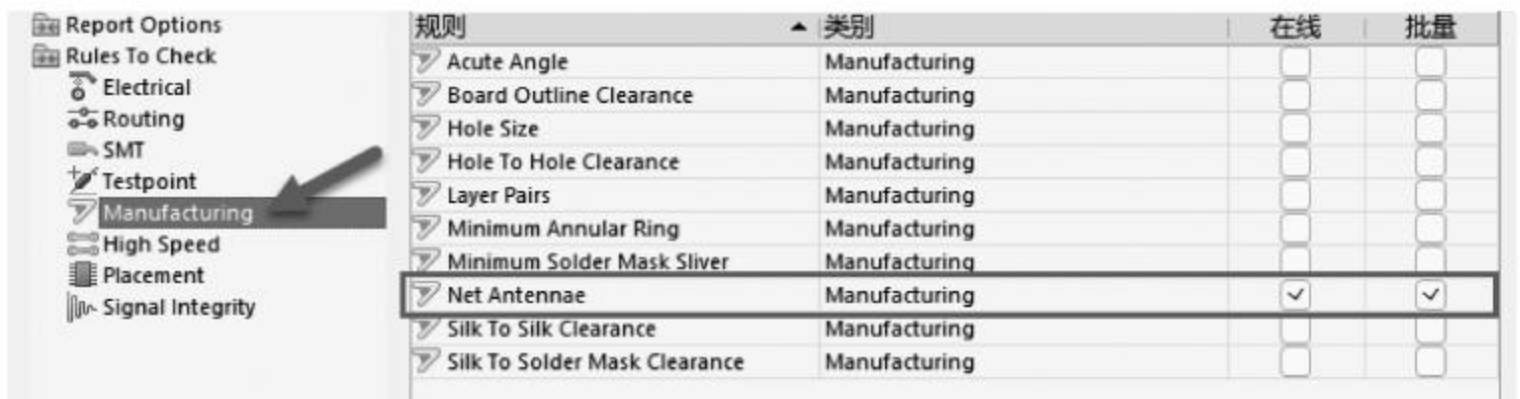 Report Options
Rules To Check
Electrical
Routing
SMT
Testpoint
Manufacturing
High Speed
Placement
Signal Integrity
规则 类别 在线 批量
Acute Angle Manufacturing
Board Outline Clearance Manufacturing
Hole Size Manufacturing
Hole To Hole Clearance Manufacturing
Layer Pairs Manufacturing
Minimum Annular Ring Manufacturing
Minimum Solder Mask Sliver Manufacturing
Net Antennae Manufacturing
Silk To Silk Clearance Manufacturing
Silk To Solder Mask Clearance Manufacturing